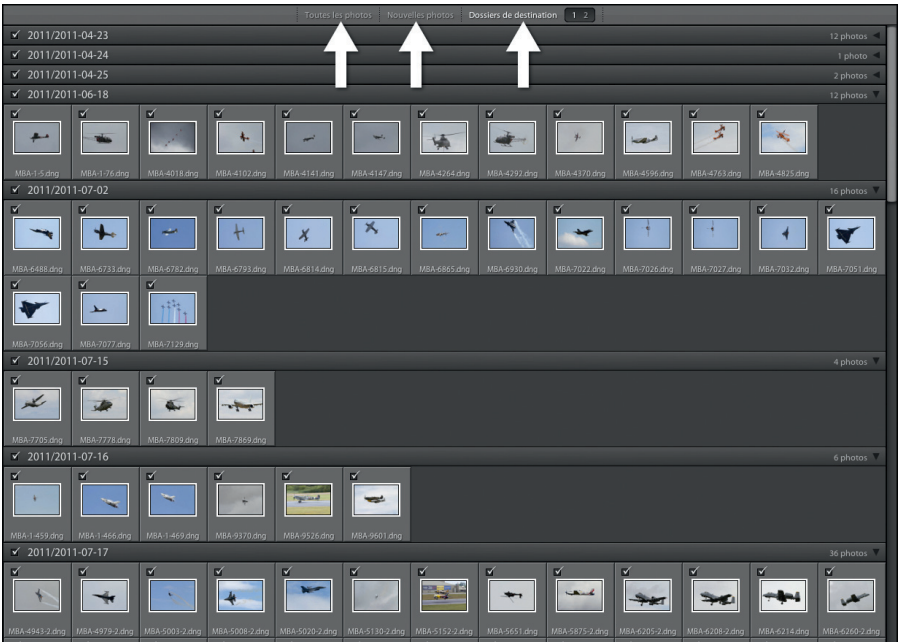 Toutes les photos Nouvelles photos Dossiers de destination 1 2
2011/2011-04-23 12 photos
2011/2011-04-24 1 photo
2011/2011-04-25 2 photos
2011/2011-06-18 12 photos
MBA-1-5.dng MBA-1-76.dng MBA-4018.dng MBA-4102.dng MBA-4141.dng MBA-4147.dng MBA-4264.dng MBA-4292.dng MBA-4370.dng MBA-4596.dng MBA-4763.dng MBA-4825.dng
2011/2011-07-02 16 photos
MBA-6488.dng MBA-6733.dng MBA-6782.dng MBA-6793.dng MBA-6814.dng MBA-6815.dng MBA-6865.dng MBA-6930.dng MBA-7022.dng MBA-7026.dng MBA-7027.dng MBA-7032.dng MBA-7051.dng
MBA-7056.dng MBA-7077.dng MBA-7129.dng
2011/2011-07-15 4 photos
MBA-7705.dng MBA-7778.dng MBA-7809.dng MBA-7869.dng
2011/2011-07-16 6 photos
MBA-1-459.dng MBA-1-466.dng MBA-1-469.dng MBA-9370.dng MBA-9526.dng MBA-9601.dng
2011/2011-07-17 36 photos
MBA-4943-2.dng MBA-4979-2.dng MBA-5003-2.dng MBA-5008-2.dng MBA-5020-2.dng MBA-5130-2.dng MBA-5152-2.dng MBA-5651.dng MBA-5875-2.dng MBA-6205-2.dng MBA-6208-2.dng MBA-6214.dng MBA-6260-2.dng